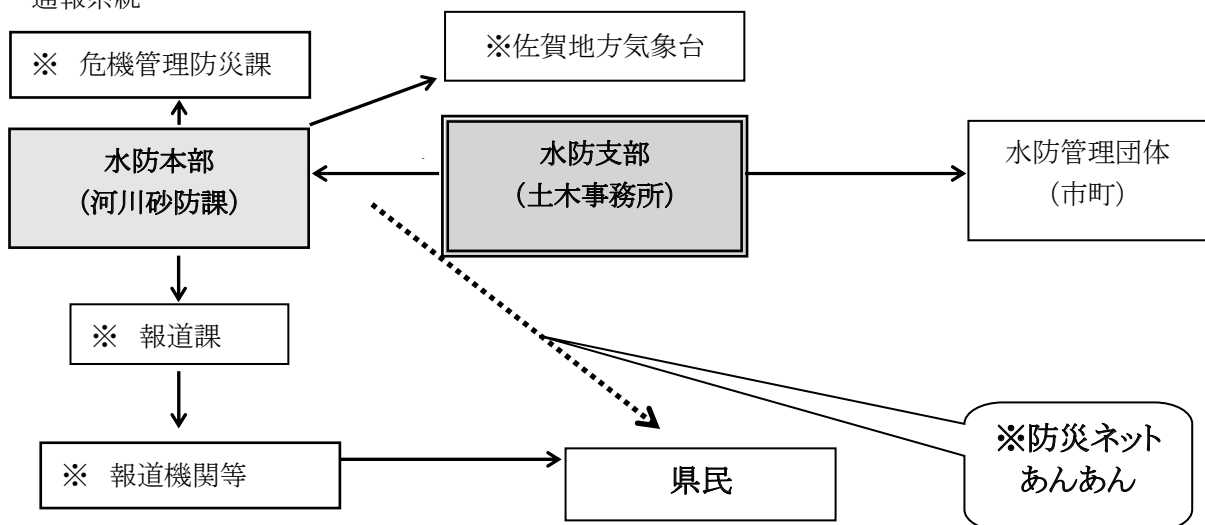 通報系統
※ 危機管理防災課
※佐賀地方気象台
水防本部
（河川砂防課）
水防支部
（土木事務所）
水防管理団体
（市町）
※ 報道課
※ 報道機関等
県民
※防災ネット
あんあん